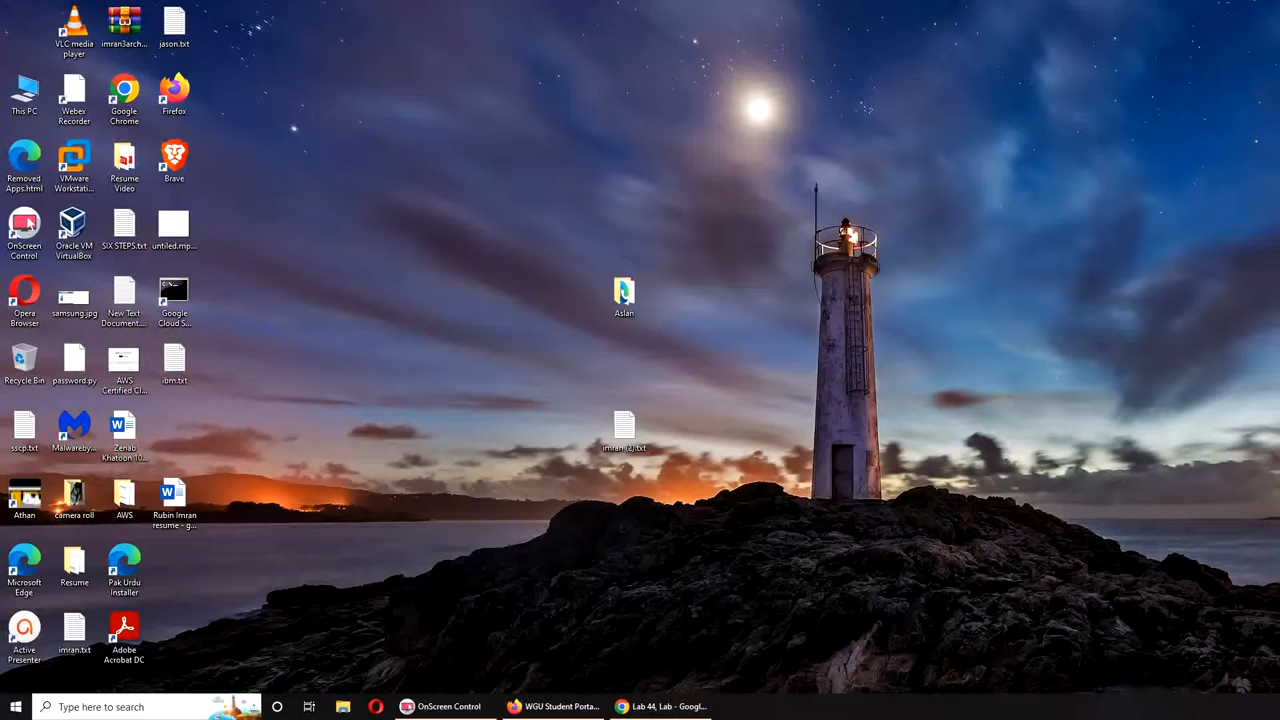 VLC media
player
imran3arch...
jason.txt
This PC
Webex
Recorder
Google
Chrome
Firefox
Removed
Apps.html
VMware
Workstati...
Resume
Video
Brave
OnScreen
Control
Oracle VM
VirtualBox
SIX STEPS.txt
untiled.mp...
Opera
Browser
samsung.jpg
New Text
Document....
Google
Cloud S...
Aslan
Recycle Bin
password.py
AWS
Certified Cl...
ibm.txt
sscp.txt
Malwareby...
Zenab
Khatoon 10...
imran (2).txt
Athan
camera roll
AWS
Rubin Imran
resume - g...
Microsoft
Edge
Resume
Pak Urdu
Installer
Active
Presenter
imran.txt
Adobe
Acrobat DC
Type here to search
OnScreen Control
WGU Student Porta...
Lab 44, Lab - Googl...